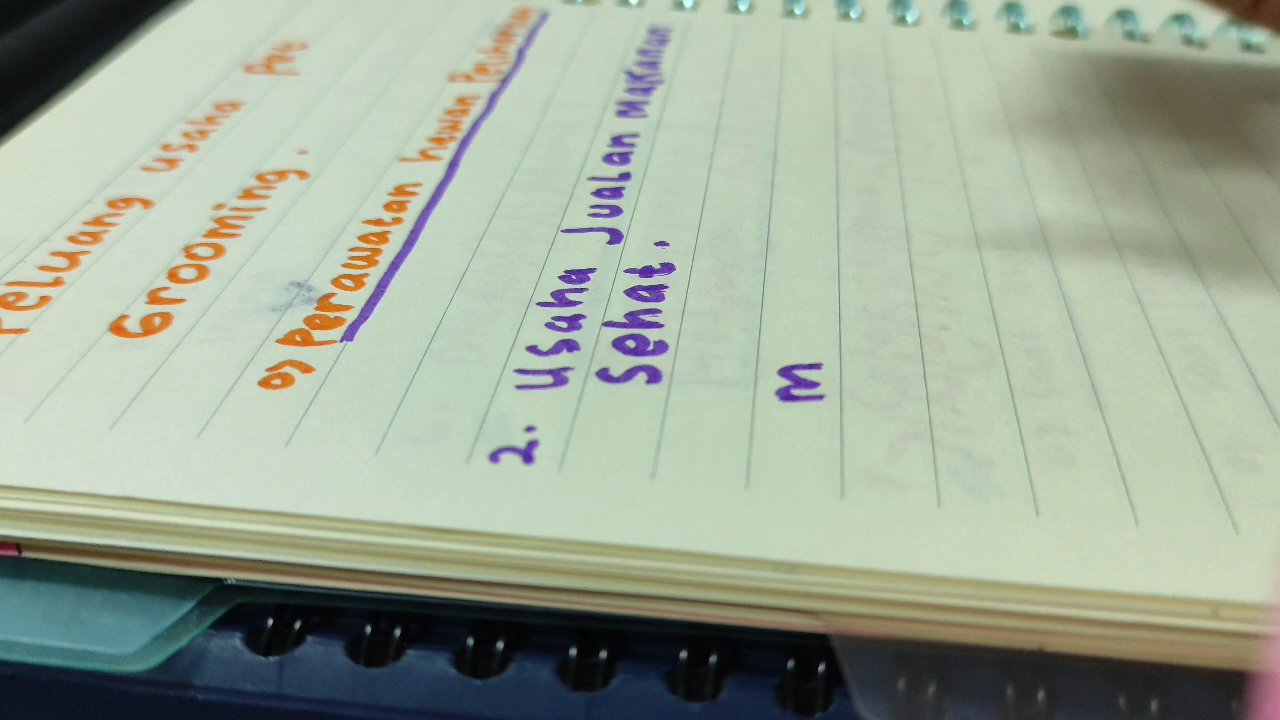 Peluang usaha Pet
Grooming.
o) Perawatan hewan Peliharaan
2. Usaha Jualan Makanan
Sehat.
M